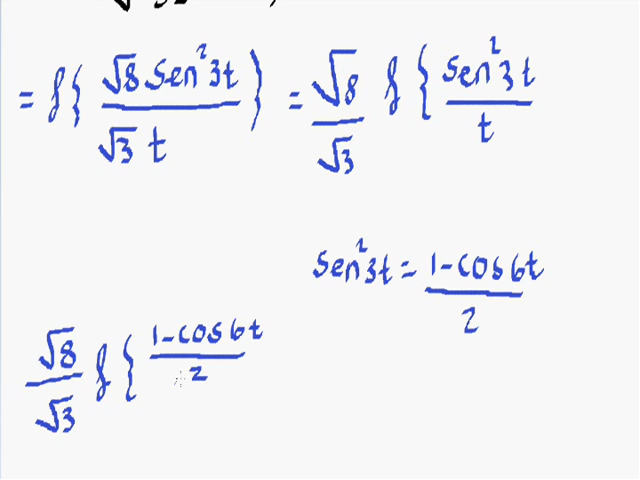 = ℒ{ √8 sen²3t / √3 t } = √8 / √3 ℒ{ sen²3t / t
sen²3t = 1-cos6t / 2
√8 / √3 ℒ{ 1-cos6t / 2